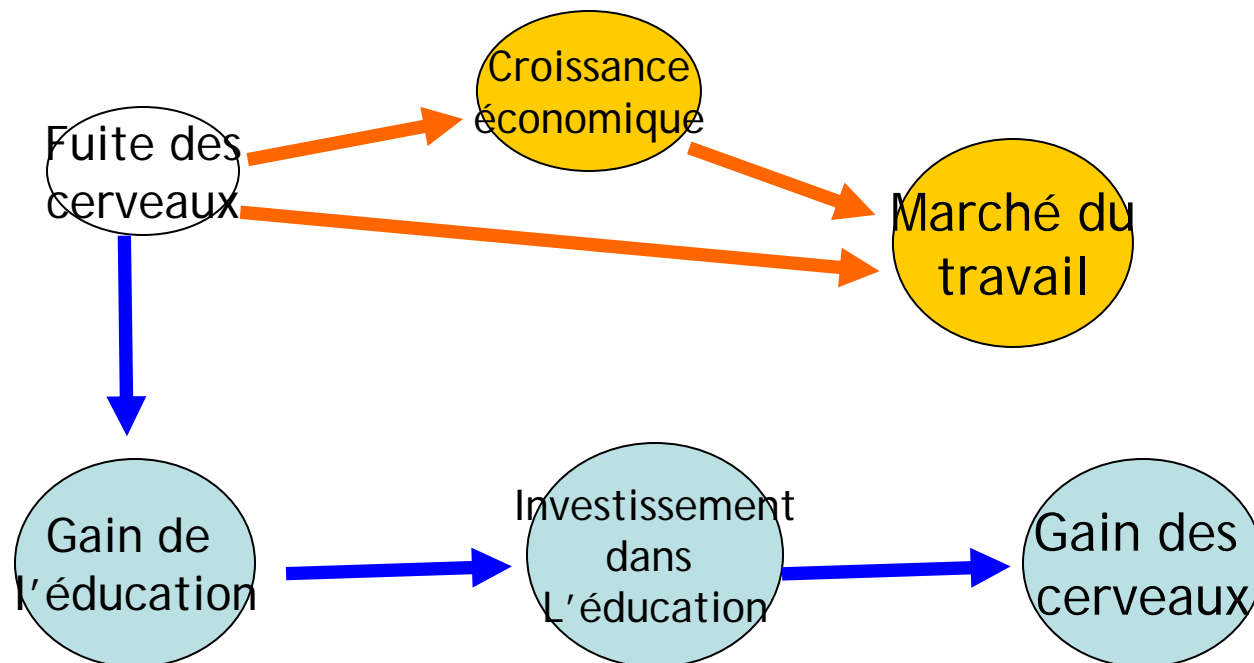 Croissance
économique
Fuite des
cerveaux
Marché du
travail
Gain de
l'éducation
Investissement
dans
L'éducation
Gain des
cerveaux